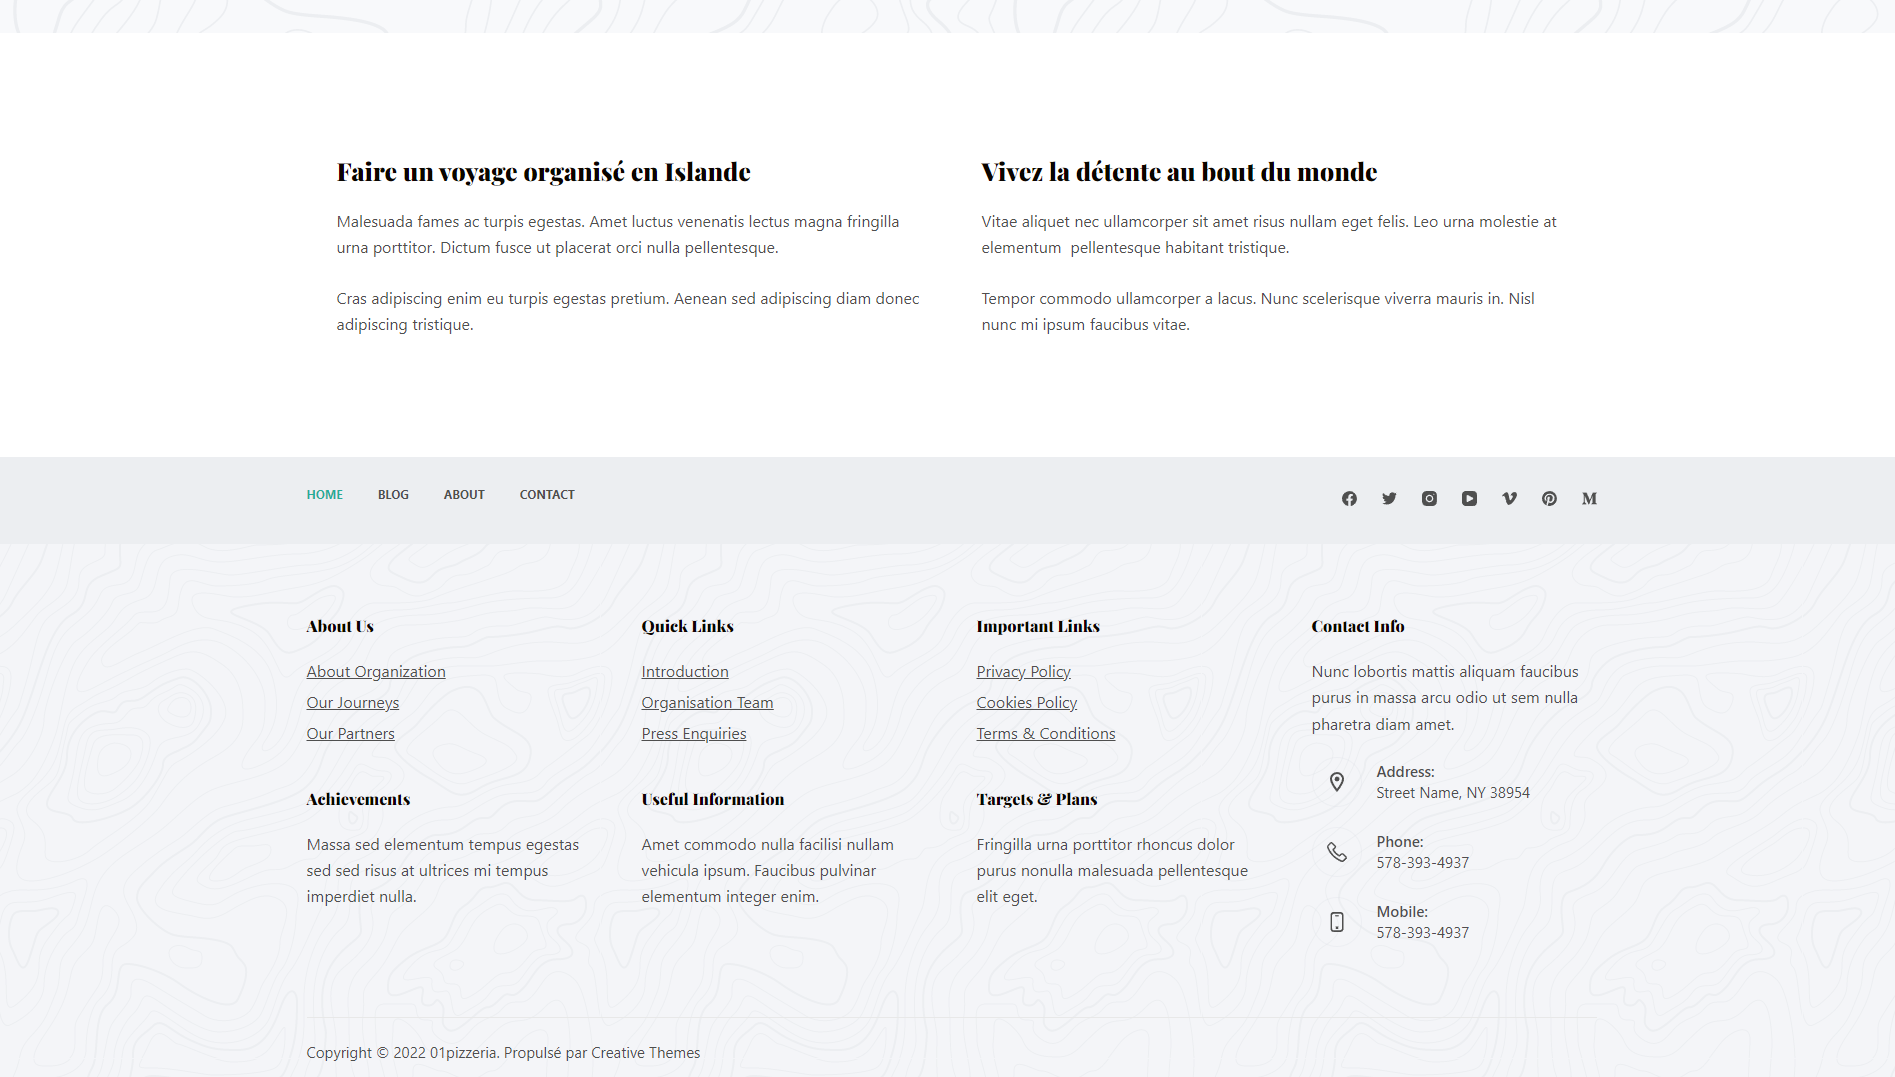 Faire un voyage organisé en Islande
Malesuada fames ac turpis egestas. Amet luctus venenatis lectus magna fringilla
urna porttitor. Dictum fusce ut placerat orci nulla pellentesque.
Cras adipiscing enim eu turpis egestas pretium. Aenean sed adipiscing diam donec
adipiscing tristique.
Vivez la détente au bout du monde
Vitae aliquet nec ullamcorper sit amet risus nullam eget felis. Leo urna molestie at
elementum  pellentesque habitant tristique.
Tempor commodo ullamcorper a lacus. Nunc scelerisque viverra mauris in. Nisl
nunc mi ipsum faucibus vitae.
HOME BLOG ABOUT CONTACT
About Us
About Organization
Our Journeys
Our Partners
Quick Links
Introduction
Organisation Team
Press Enquiries
Important Links
Privacy Policy
Cookies Policy
Terms & Conditions
Contact Info
Nunc lobortis mattis aliquam faucibus
purus in massa arcu odio ut sem nulla
pharetra diam amet.
Address:
Street Name, NY 38954
Phone:
578-393-4937
Mobile:
578-393-4937
Achievements
Massa sed elementum tempus egestas
sed sed risus at ultrices mi tempus
imperdiet nulla.
Useful Information
Amet commodo nulla facilisi nullam
vehicula ipsum. Faucibus pulvinar
elementum integer enim.
Targets & Plans
Fringilla urna porttitor rhoncus dolor
purus nonulla malesuada pellentesque
elit eget.
Copyright © 2022 01pizzeria. Propulsé par Creative Themes